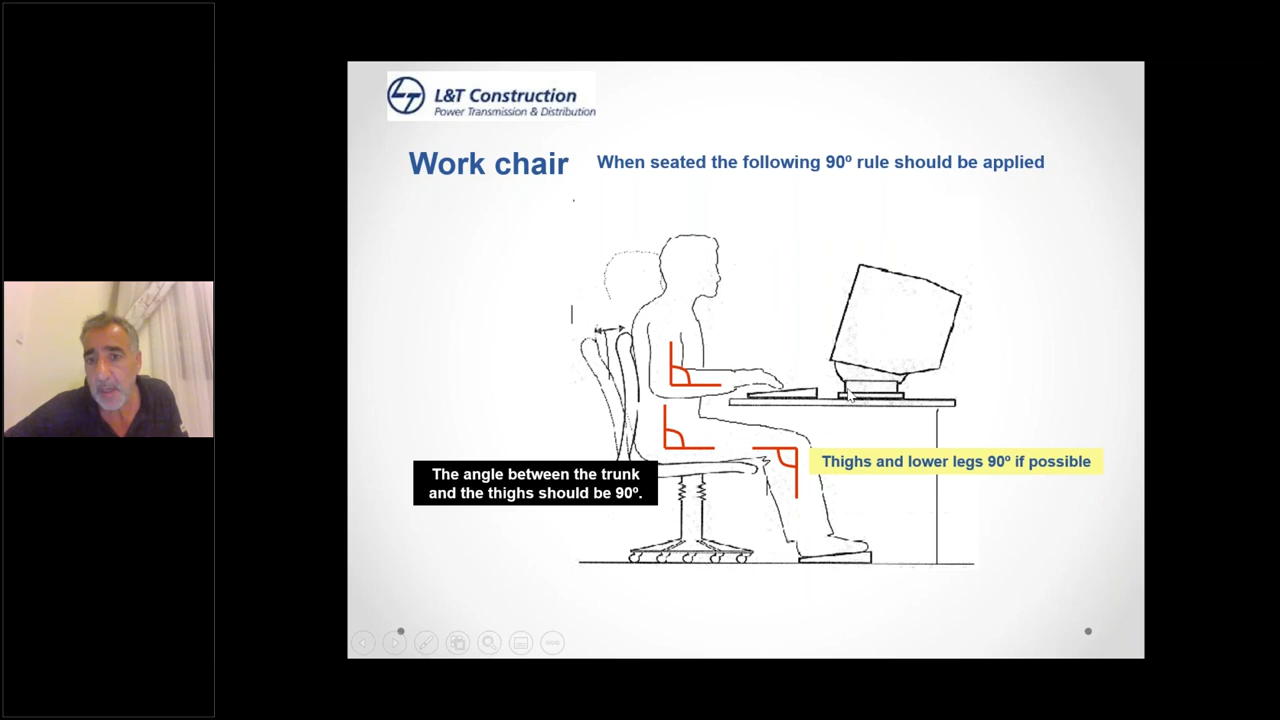 L&T Construction
Power Transmission & Distribution
Work chair
When seated the following 90º rule should be applied
Thighs and lower legs 90º if possible
The angle between the trunk
and the thighs should be 90º.